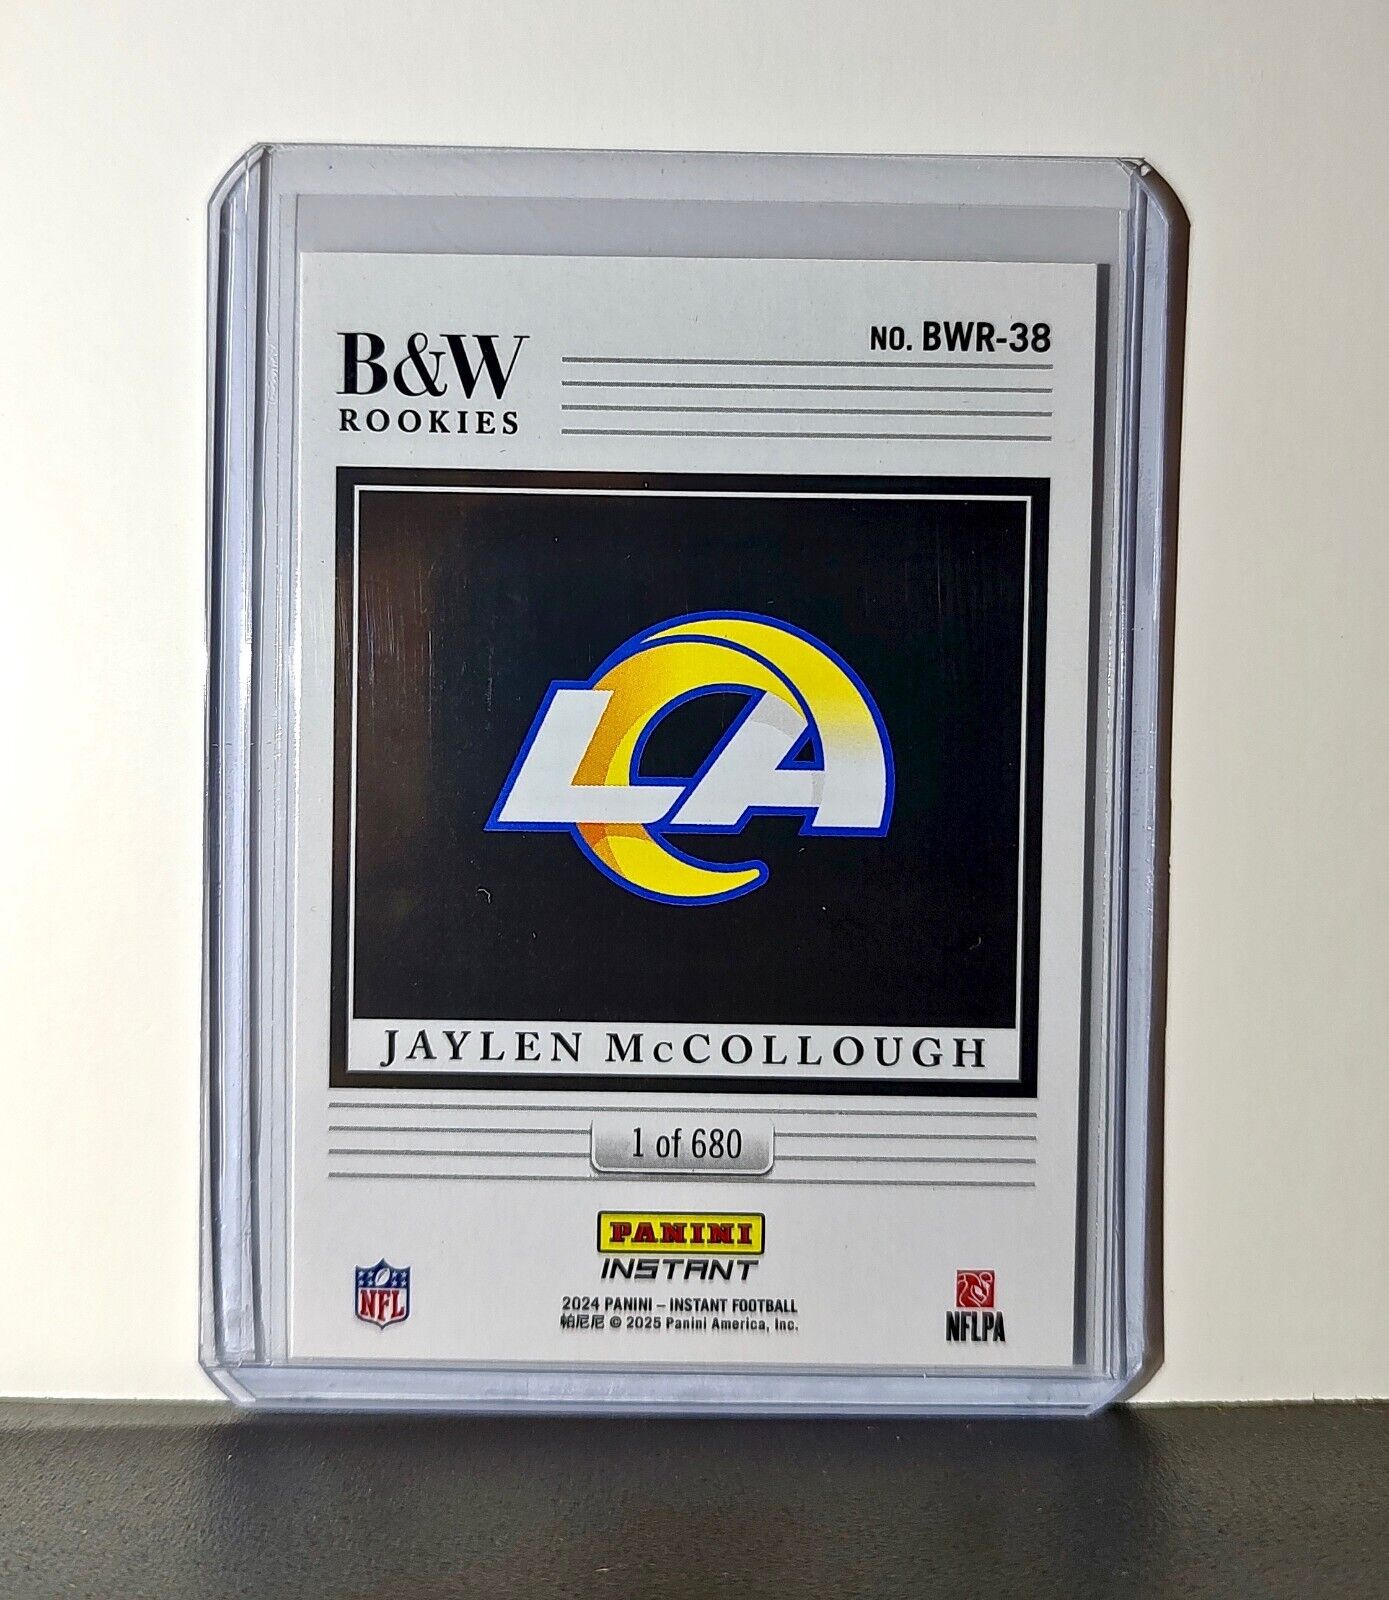 B&W
ROOKIES
NO. BWR-38
LA
JAYLEN McCOLLOUGH
1 of 680
PANINI
INSTANT
2024 PANINI – INSTANT FOOTBALL
帕尼尼 © 2025 Panini America, Inc.
NFL
NFLPA